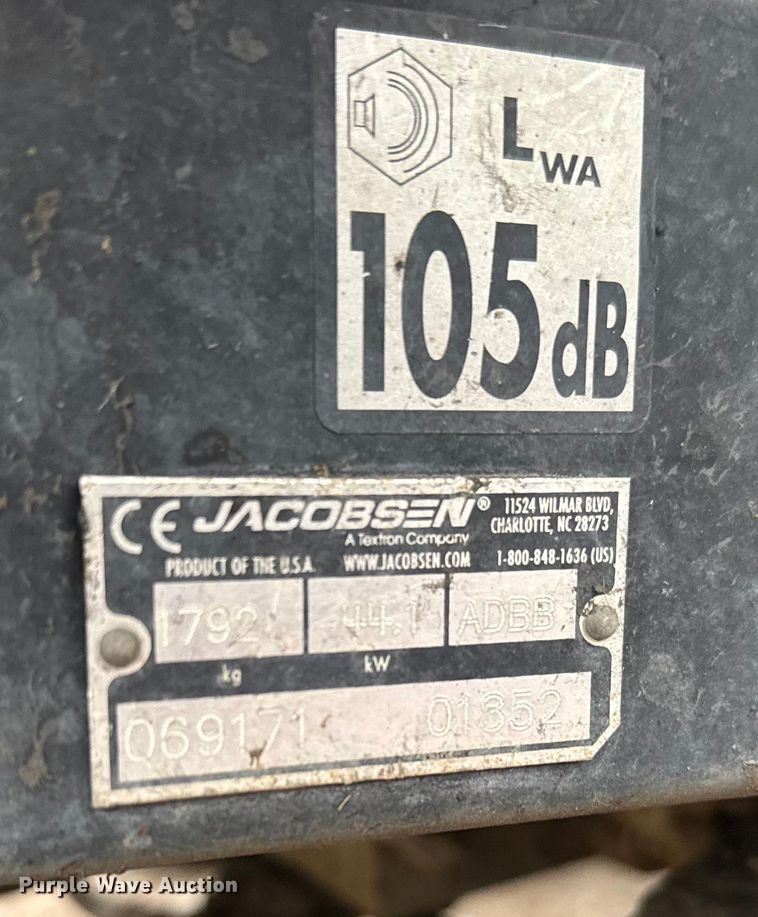 LWA
105 dB
CE JACOBSEN® 11524 WILMAR BLVD,
A Textron Company CHARLOTTE, NC 28273
PRODUCT OF THE U.S.A. WWW.JACOBSEN.COM 1-800-848-1636 (US)
1792 44.1 ADBB
kg kW
069171 01852
Purple Wave Auction